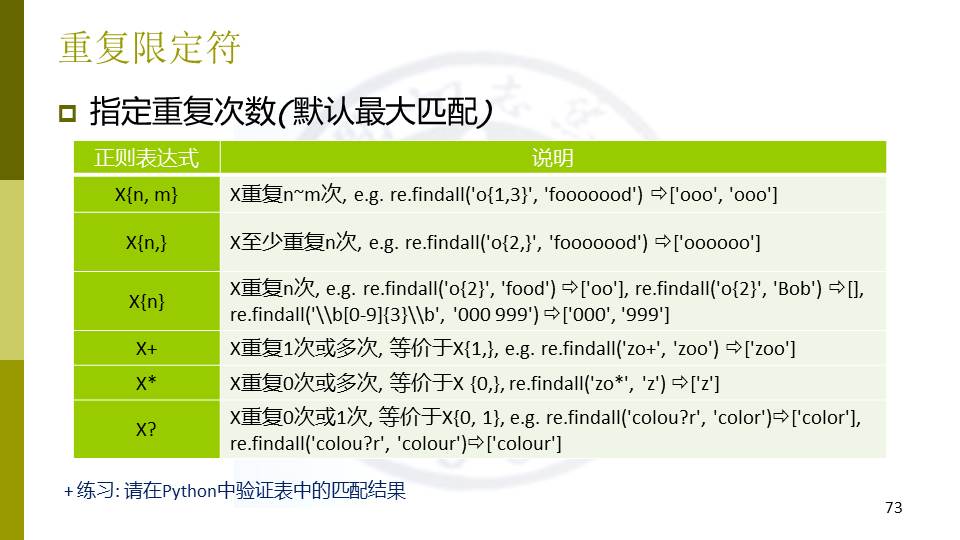 重复限定符
指定重复次数(默认最大匹配)
正则表达式 说明
X{n, m} X重复n~m次, e.g. re.findall('o{1,3}', 'fooooood') ⇨['ooo', 'ooo']
X{n,} X至少重复n次, e.g. re.findall('o{2,}', 'fooooood') ⇨['oooooo']
X{n} X重复n次, e.g. re.findall('o{2}', 'food') ⇨['oo'], re.findall('o{2}', 'Bob') ⇨[],
re.findall('\\b[0-9]{3}\\b', '000 999') ⇨['000', '999']
X+ X重复1次或多次, 等价于X{1,}, e.g. re.findall('zo+', 'zoo') ⇨['zoo']
X* X重复0次或多次, 等价于X {0,}, re.findall('zo*', 'z') ⇨['z']
X? X重复0次或1次, 等价于X{0, 1}, e.g. re.findall('colou?r', 'color')⇨['color'],
re.findall('colou?r', 'colour')⇨['colour']
+ 练习: 请在Python中验证表中的匹配结果
73